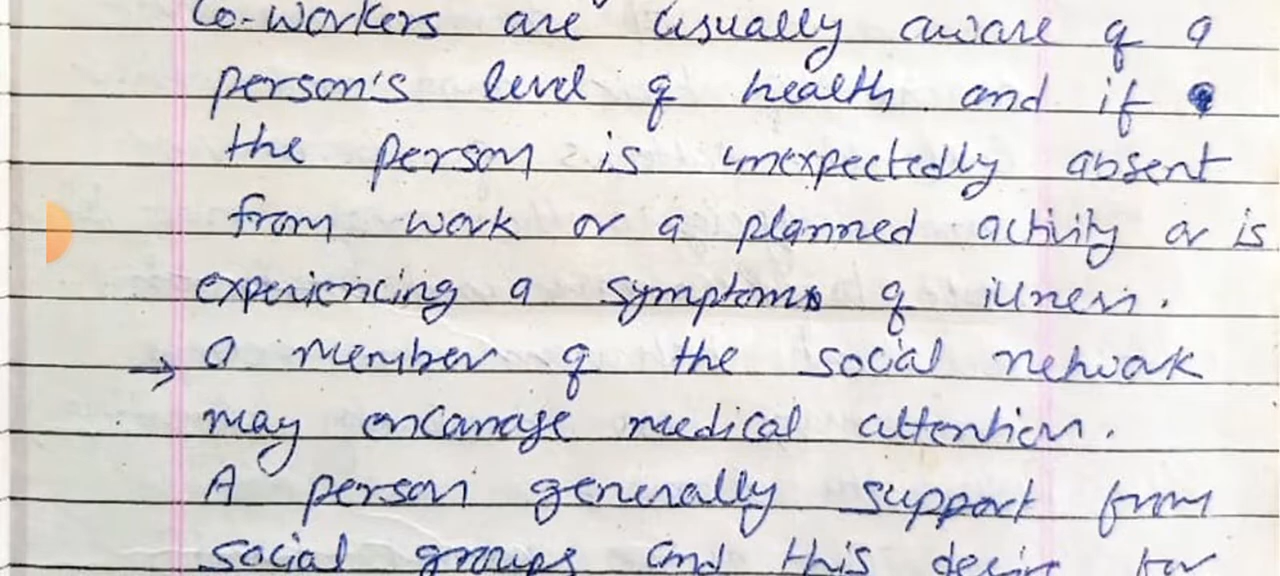 Co-workers are usually aware of a
person's level of health and if
the person is unexpectedly absent
from work or a planned activity or is
experiencing a symptoms of illness.
→ A member of the social network
may encourage medical attention.
A person generally support from
social groups and this desire for